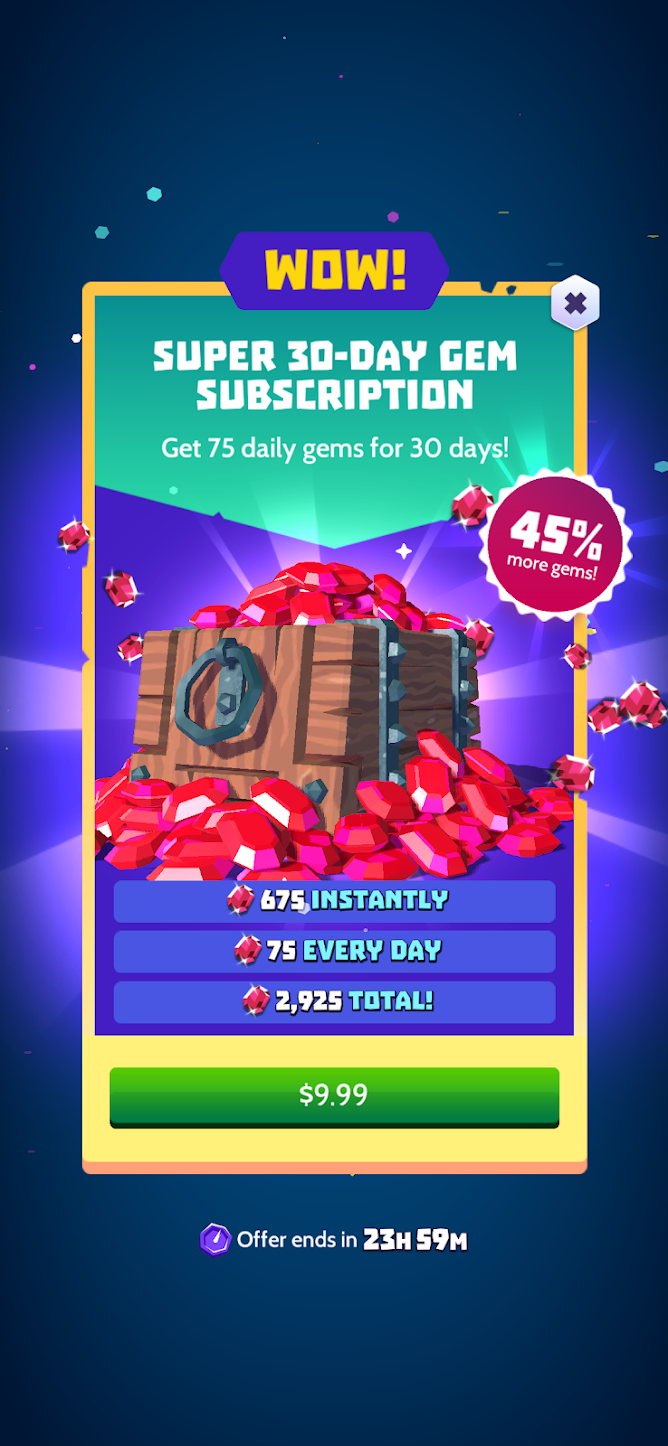 WOW!
SUPER 30-DAY GEM
SUBSCRIPTION
Get 75 daily gems for 30 days!
45%
more gems!
675 INSTANTLY
75 EVERY DAY
2,925 TOTAL!
$9.99
Offer ends in 23H 59M